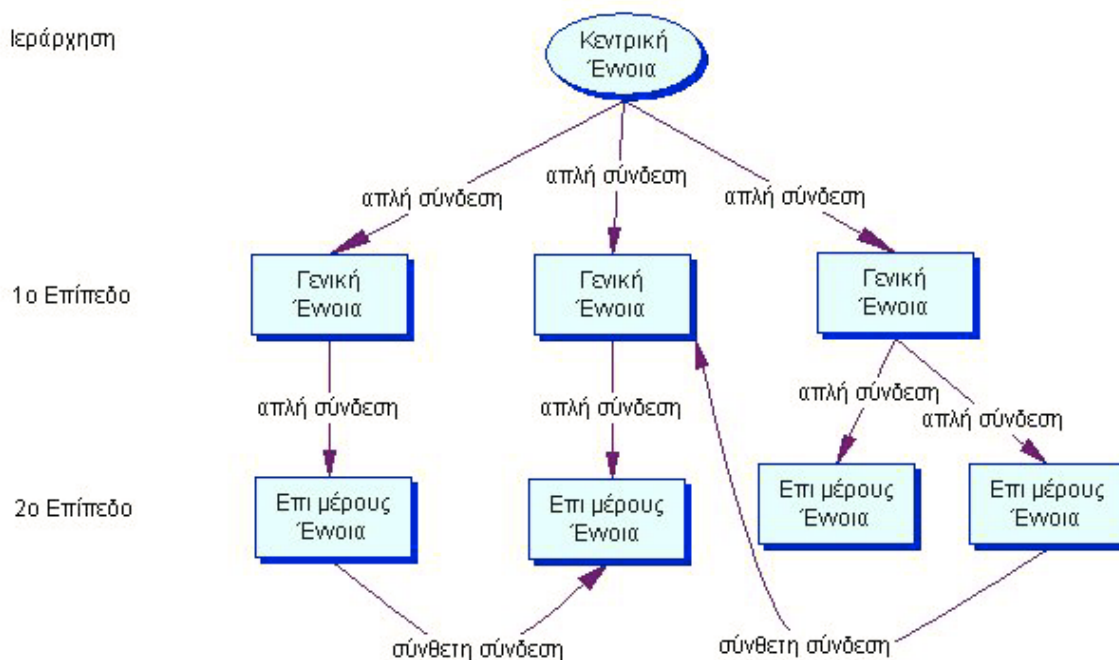 Ιεράρχηση
Κεντρική
Έννοια
απλή σύνδεση
απλή σύνδεση
απλή σύνδεση
1ο Επίπεδο
Γενική
Έννοια
Γενική
Έννοια
Γενική
Έννοια
απλή σύνδεση
απλή σύνδεση
απλή σύνδεση
απλή σύνδεση
2ο Επίπεδο
Επι μέρους
Έννοια
Επι μέρους
Έννοια
Επι μέρους
Έννοια
Επι μέρους
Έννοια
σύνθετη σύνδεση
σύνθετη σύνδεση